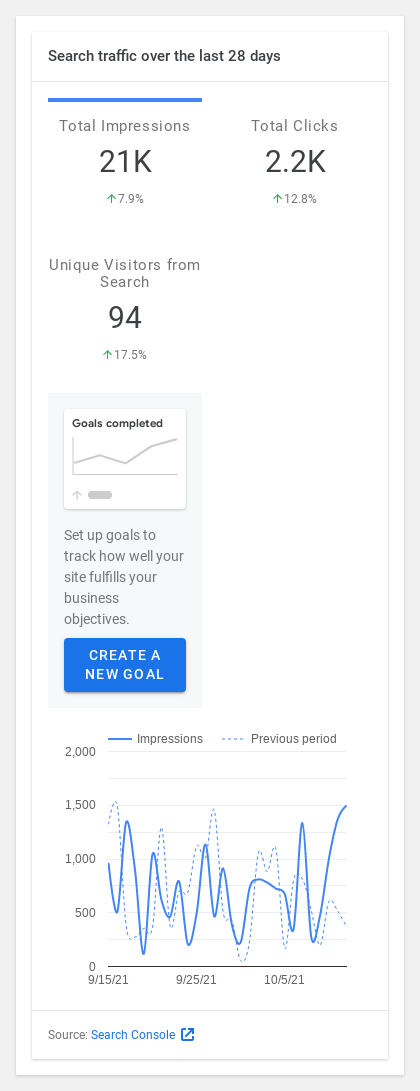 Search traffic over the last 28 days
Total Impressions
21K
↑7.9%
Total Clicks
2.2K
↑12.8%
Unique Visitors from
Search
94
↑17.5%
Goals completed
Set up goals to
track how well your
site fulfills your
business
objectives.
CREATE A
NEW GOAL
Impressions
Previous period
2,000
1,500
1,000
500
0
9/15/21
9/25/21
10/5/21
Source: Search Console